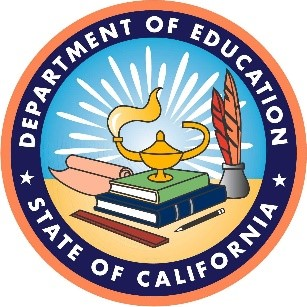 DEPARTMENT OF EDUCATION
STATE OF CALIFORNIA